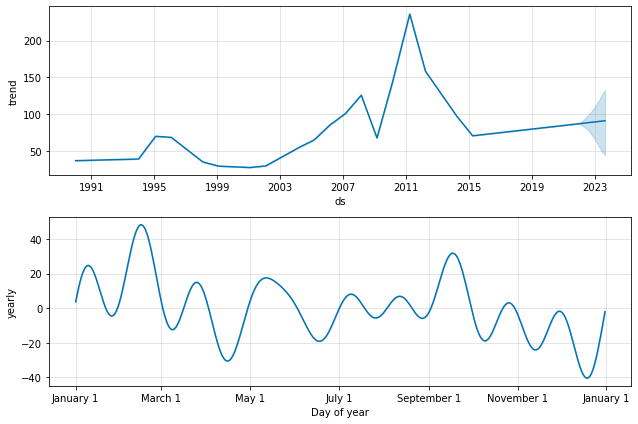 200
150
100
50
trend
1991 1995 1999 2003 2007 2011 2015 2019 2023
ds
40
20
0
−20
−40
yearly
January 1 March 1 May 1 July 1 September 1 November 1 January 1
Day of year